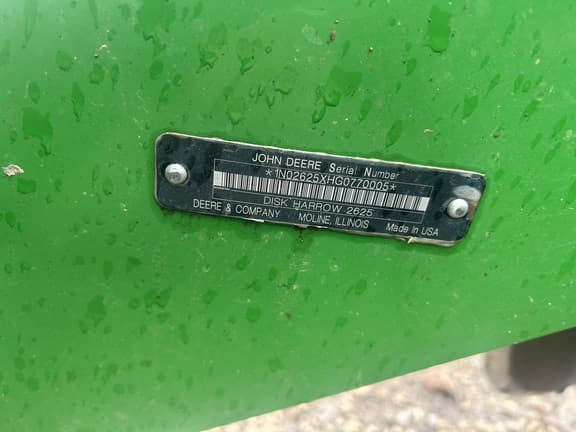 JOHN DEERE Serial Number
*1N02625XHG0770005*
DISK HARROW 2625
DEERE & COMPANY MOLINE, ILLINOIS Made in USA